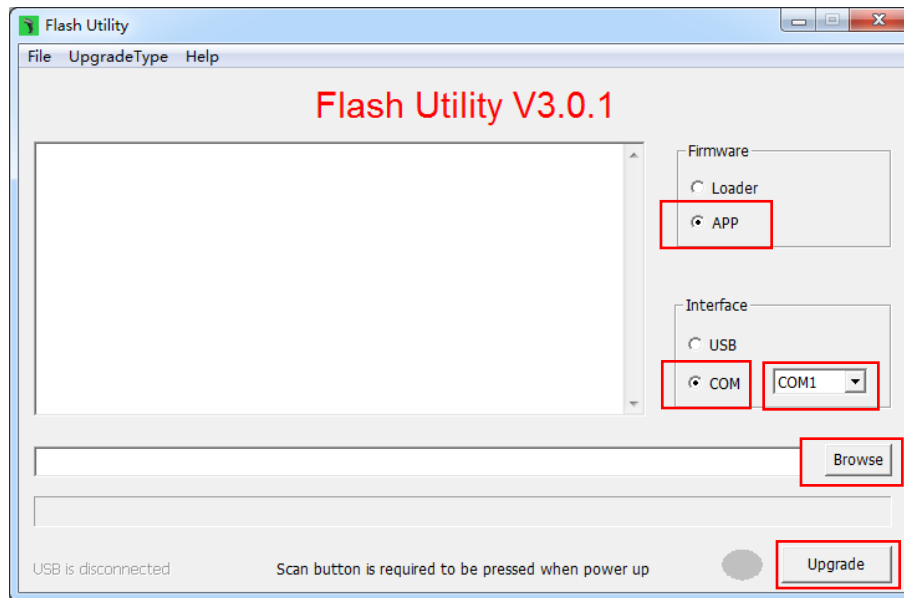 Flash Utility
File UpgradeType Help
Flash Utility V3.0.1
Firmware
Loader
APP
Interface
USB
COM COM1
Browse
USB is disconnected Scan button is required to be pressed when power up Upgrade